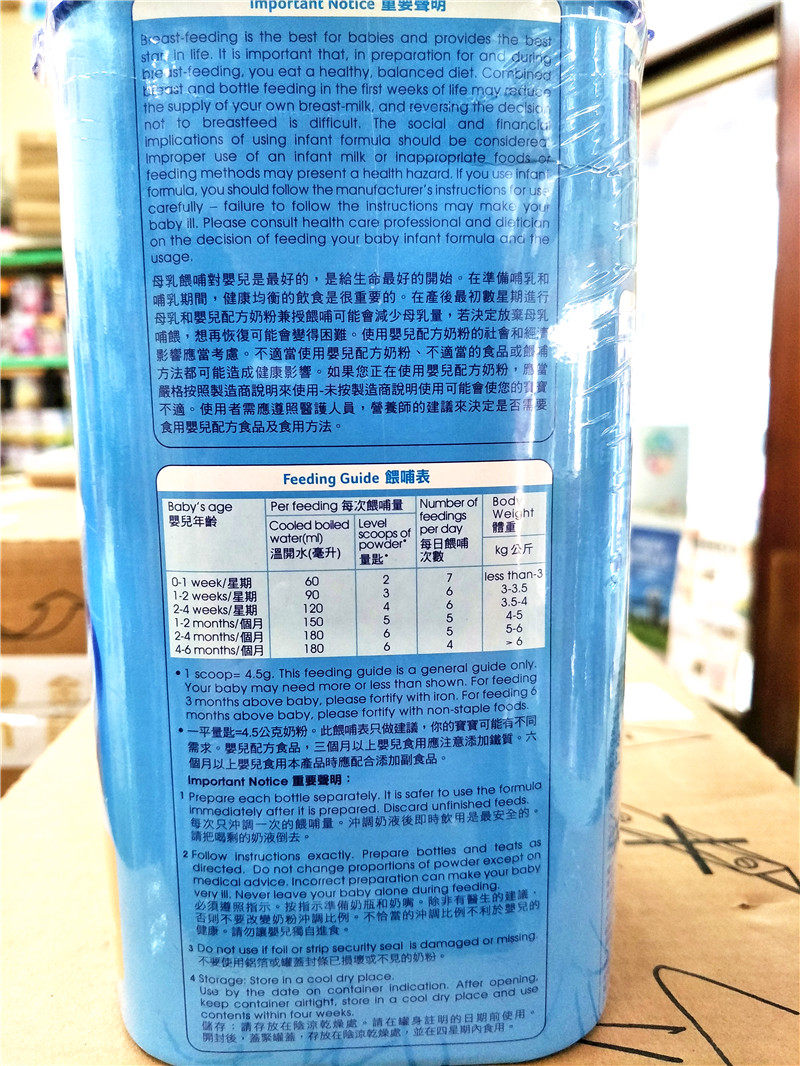 Important Notice 重要聲明
Breast-feeding is the best for babies and provides the best
start in life. It is important that, in preparation for and during
breast-feeding, you eat a healthy, balanced diet. Combined
breast and bottle feeding in the first weeks of life may reduce
the supply of your own breast-milk, and reversing the decision
not to breastfeed is difficult. The social and financial
implications of using infant formula should be considered.
Improper use of an infant milk or inappropriate foods or
feeding methods may present a health hazard. If you use infant
formula, you should follow the manufacturer's instructions for use
carefully – failure to follow the instructions may make your
baby ill. Please consult health care professional and dietician
on the decision of feeding your baby infant formula and the
usage.
母乳餵哺對嬰兒是最好的，是給生命最好的開始。在準備哺乳和
哺乳期間，健康均衡的飲食是很重要的。在產後最初數星期進行
母乳和嬰兒配方奶粉兼授餵哺可能會減少母乳量，若決定放棄母乳
哺餵，想再恢復可能會變得困難。使用嬰兒配方奶粉的社會和經濟
影響應當考慮。不適當使用嬰兒配方奶粉、不適當的食品或餵哺
方法都可能造成健康影響。如果您正在使用嬰兒配方奶粉，應當
嚴格按照製造商說明來使用-未按製造商說明使用可能會使您的寶寶
不適。使用者需應遵照醫護人員，營養師的建議來決定是否需要
食用嬰兒配方食品及食用方法。
Feeding Guide 餵哺表
Baby's age 嬰兒年齡 Per feeding 每次餵哺量 Number of feedings per day 每日餵哺次數 Body Weight 體重
Cooled boiled water(ml) 溫開水(毫升) Level scoops of powder* 量匙* kg 公斤
0-1 week/星期 60 2 7 less than-3
1-2 weeks/星期 90 3 6 3-3.5
2-4 weeks/星期 120 4 6 3.5-4
1-2 months/個月 150 5 5 4-5
2-4 months/個月 180 6 5 5-6
4-6 months/個月 180 6 4 > 6
• 1 scoop= 4.5g. This feeding guide is a general guide only.
Your baby may need more or less than shown. For feeding
3 months above baby, please fortify with iron. For feeding 6
months above baby, please fortify with non-staple foods.
• 一平量匙=4.5公克奶粉。此餵哺表只做建議，你的寶寶可能有不同
需求。嬰兒配方食品，三個月以上嬰兒食用應注意添加鐵質。六
個月以上嬰兒食用本產品時應配合添加副食品。
Important Notice 重要聲明：
1 Prepare each bottle separately. It is safer to use the formula
immediately after it is prepared. Discard unfinished feeds.
每次只沖調一次的餵哺量。沖調奶液後即時飲用是最安全的。
請把喝剩的奶液倒去。
2 Follow instructions exactly. Prepare bottles and teats as
directed. Do not change proportions of powder except on
medical advice. Incorrect preparation can make your baby
very ill. Never leave your baby alone during feeding.
必須遵照指示。按指示準備奶瓶和奶嘴。除非有醫生的建議，
否則不要改變奶粉沖調比例。不恰當的沖調比例不利於嬰兒的
健康。請勿讓嬰兒獨自進食。
3 Do not use if foil or strip security seal is damaged or missing.
不要使用鋁箔或罐蓋封條已損壞或不見的奶粉。
4 Storage: Store in a cool dry place.
Use by the date on container indication. After opening,
keep container airtight, store in a cool dry place and use
contents within four weeks.
儲存：請存放在陰涼乾燥處。請在罐身註明的日期前使用。
開封後，蓋緊罐蓋，存放在陰涼乾燥處，並在四星期內食用。